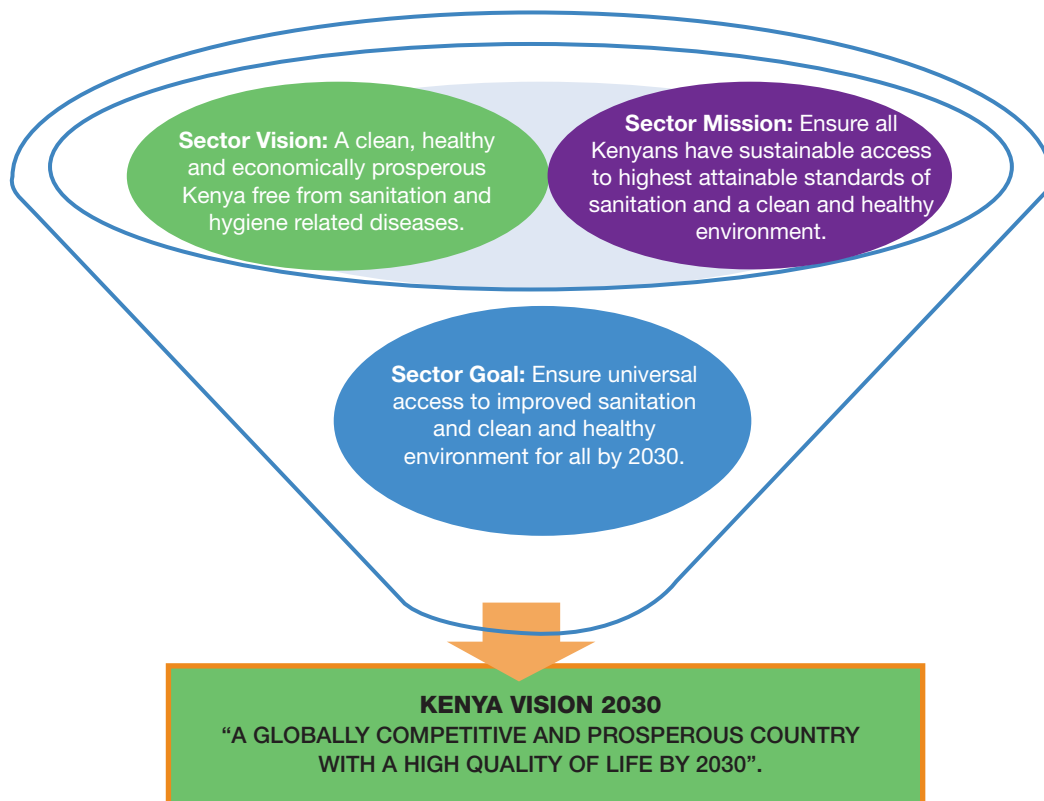 Sector Vision: A clean, healthy
and economically prosperous
Kenya free from sanitation and
hygiene related diseases.
Sector Mission: Ensure all
Kenyans have sustainable access
to highest attainable standards of
sanitation and a clean and healthy
environment.
Sector Goal: Ensure universal
access to improved sanitation
and clean and healthy
environment for all by 2030.
KENYA VISION 2030
“A GLOBALLY COMPETITIVE AND PROSPEROUS COUNTRY
WITH A HIGH QUALITY OF LIFE BY 2030”.